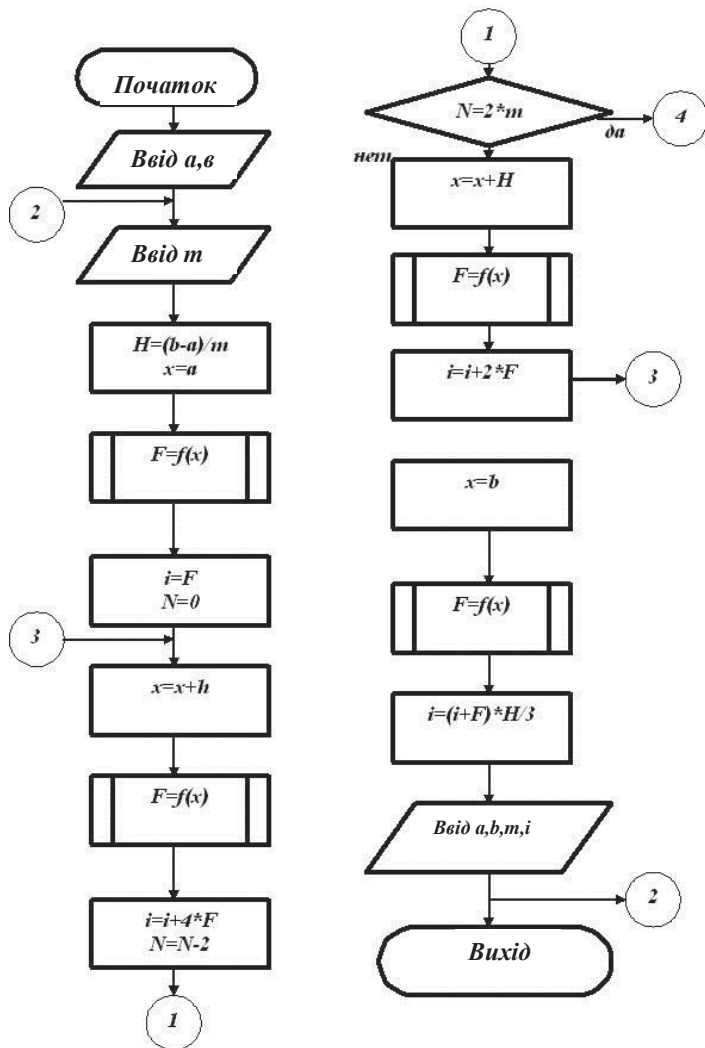 Початок
Ввід а,в
2
Ввід m
H=(b-a)/m
x=a
F=f(x)
i=F
N=0
3
x=x+h
F=f(x)
i=i+4*F
N=N-2
1
1
N=2*m
4
да
нет
x=x+H
F=f(x)
i=i+2*F
3
x=b
F=f(x)
i=(i+F)*H/3
Ввід a,b,m,i
2
Вихід